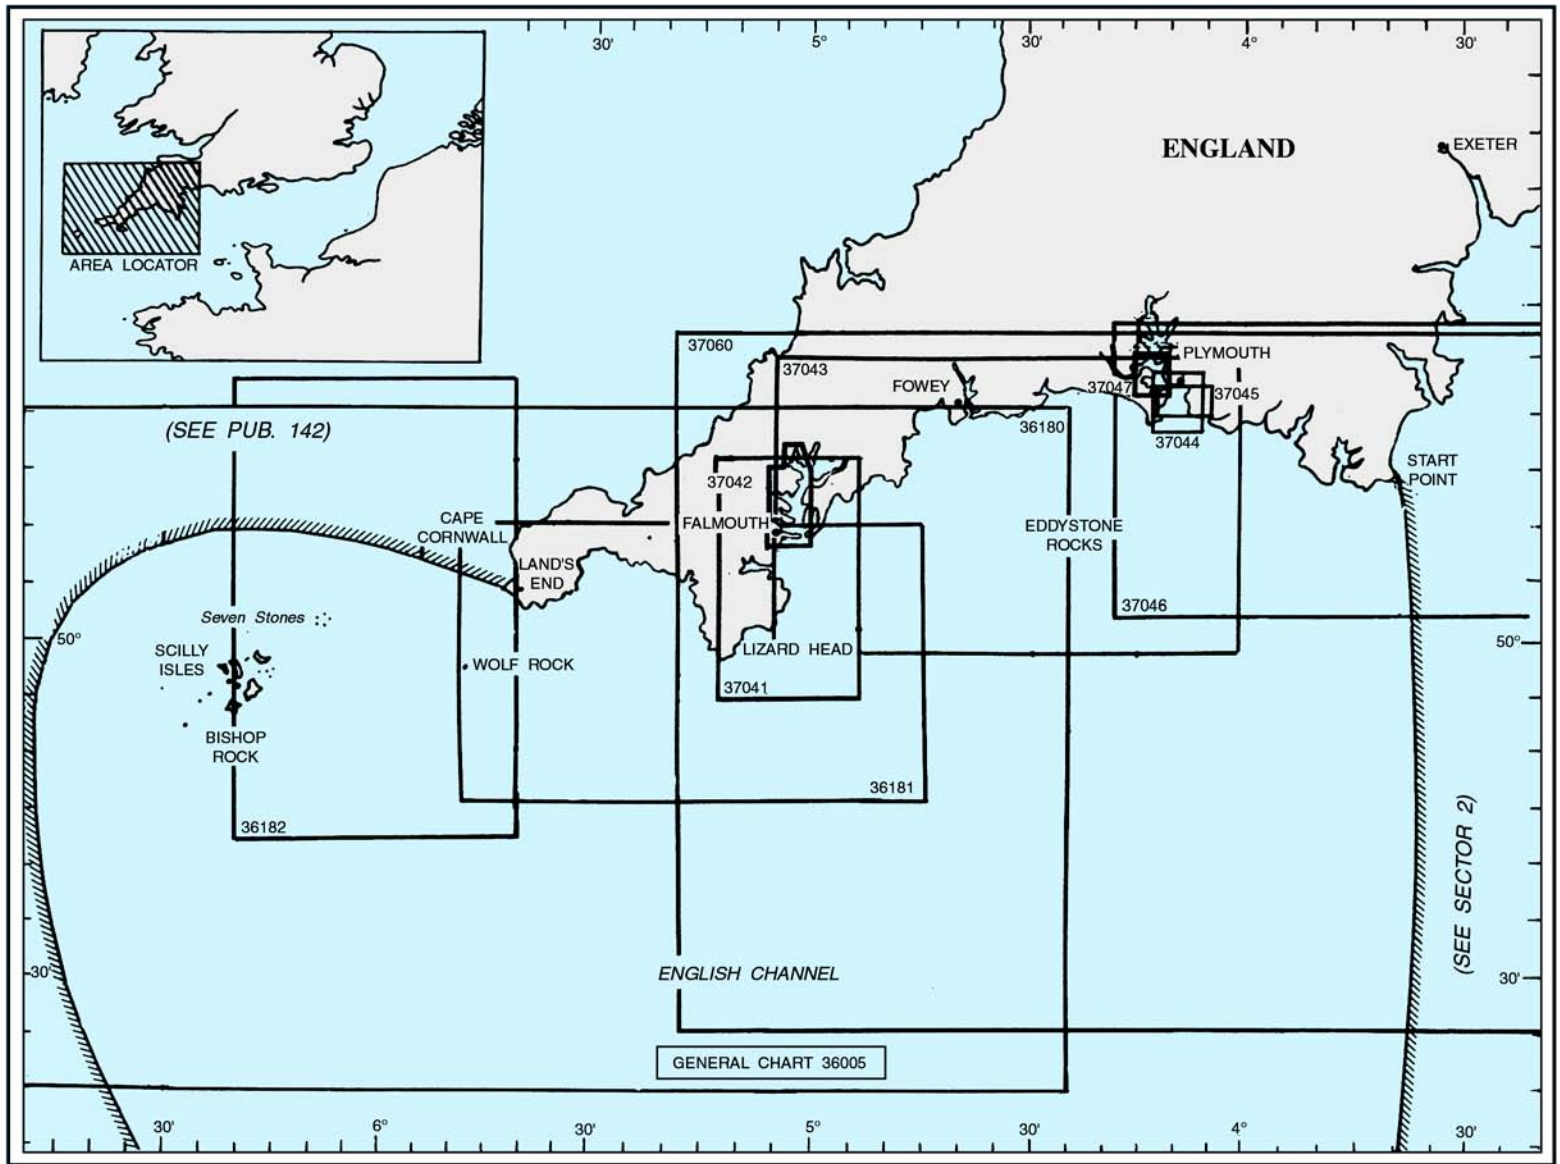 30'
5°
30'
4°
30'
ENGLAND
EXETER
AREA LOCATOR
37060
PLYMOUTH
37043
FOWEY
37047
37045
(SEE PUB. 142)
36180
37044
START
POINT
37042
CAPE
CORNWALL
FALMOUTH
EDDYSTONE
ROCKS
LAND'S
END
37046
Seven Stones
50°
50°
SCILLY
ISLES
WOLF ROCK
LIZARD HEAD
37041
BISHOP
ROCK
36181
36182
(SEE SECTOR 2)
30'
ENGLISH CHANNEL
30'
GENERAL CHART 36005
30'
6°
30'
5°
30'
4°
30'